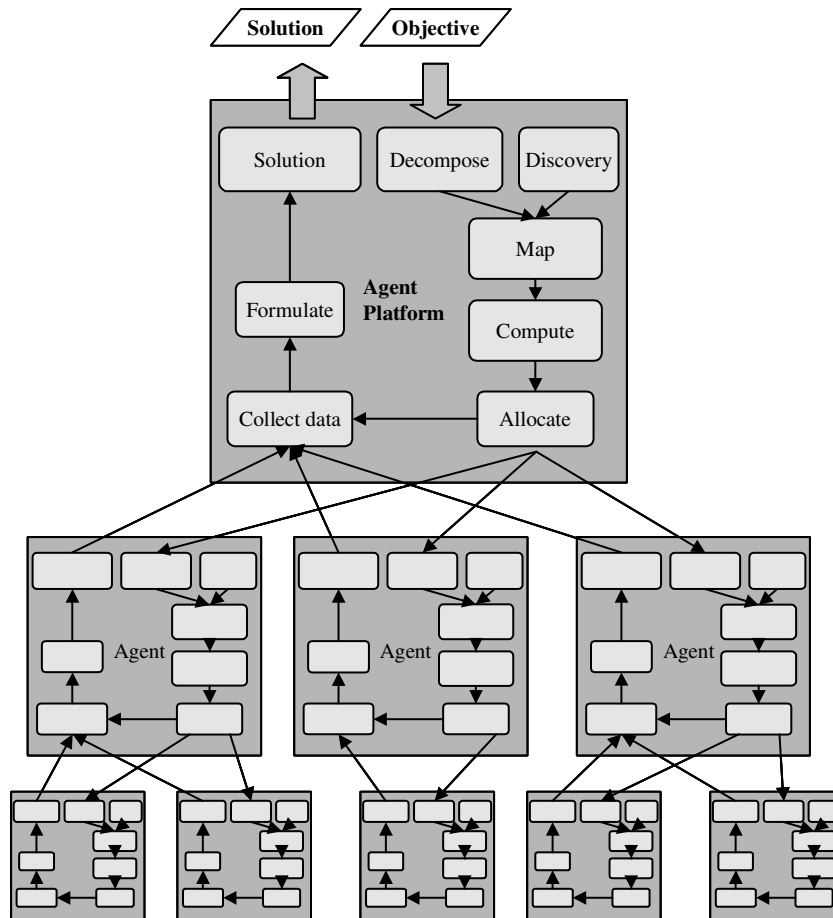 Solution
Objective
Solution
Decompose
Discovery
Map
Agent
Platform
Formulate
Compute
Collect data
Allocate
Agent
Agent
Agent